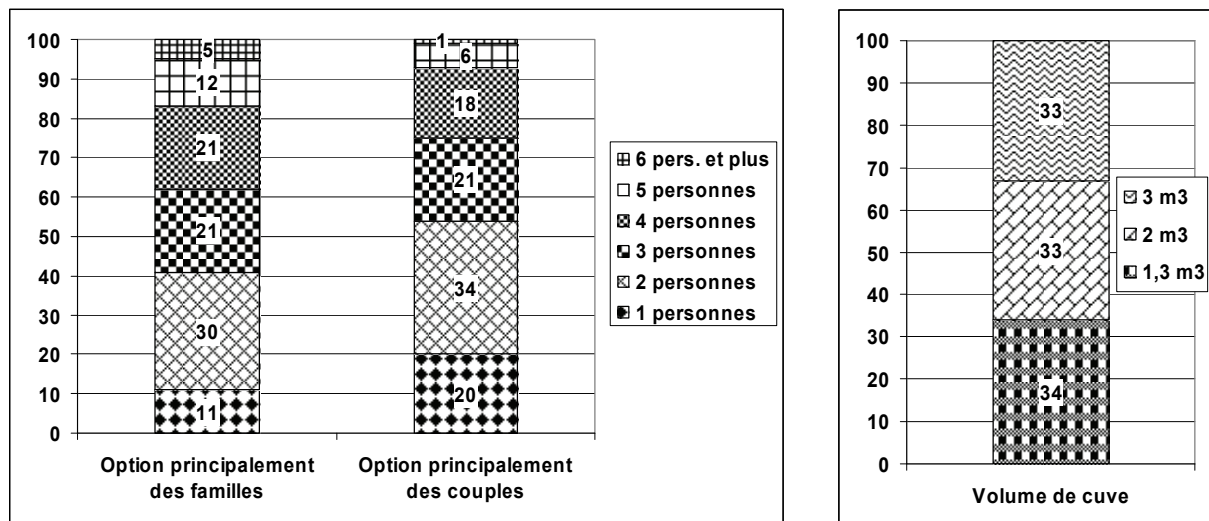 100
90
80
70
60
50
40
30
20
10
0
5
12
21
21
30
11
1
6
18
21
34
20
Option principalement
des familles
Option principalement
des couples
6 pers. et plus
5 personnes
4 personnes
3 personnes
2 personnes
1 personnes
100
90
80
70
60
50
40
30
20
10
0
33
33
34
Volume de cuve
3 m3
2 m3
1,3 m3